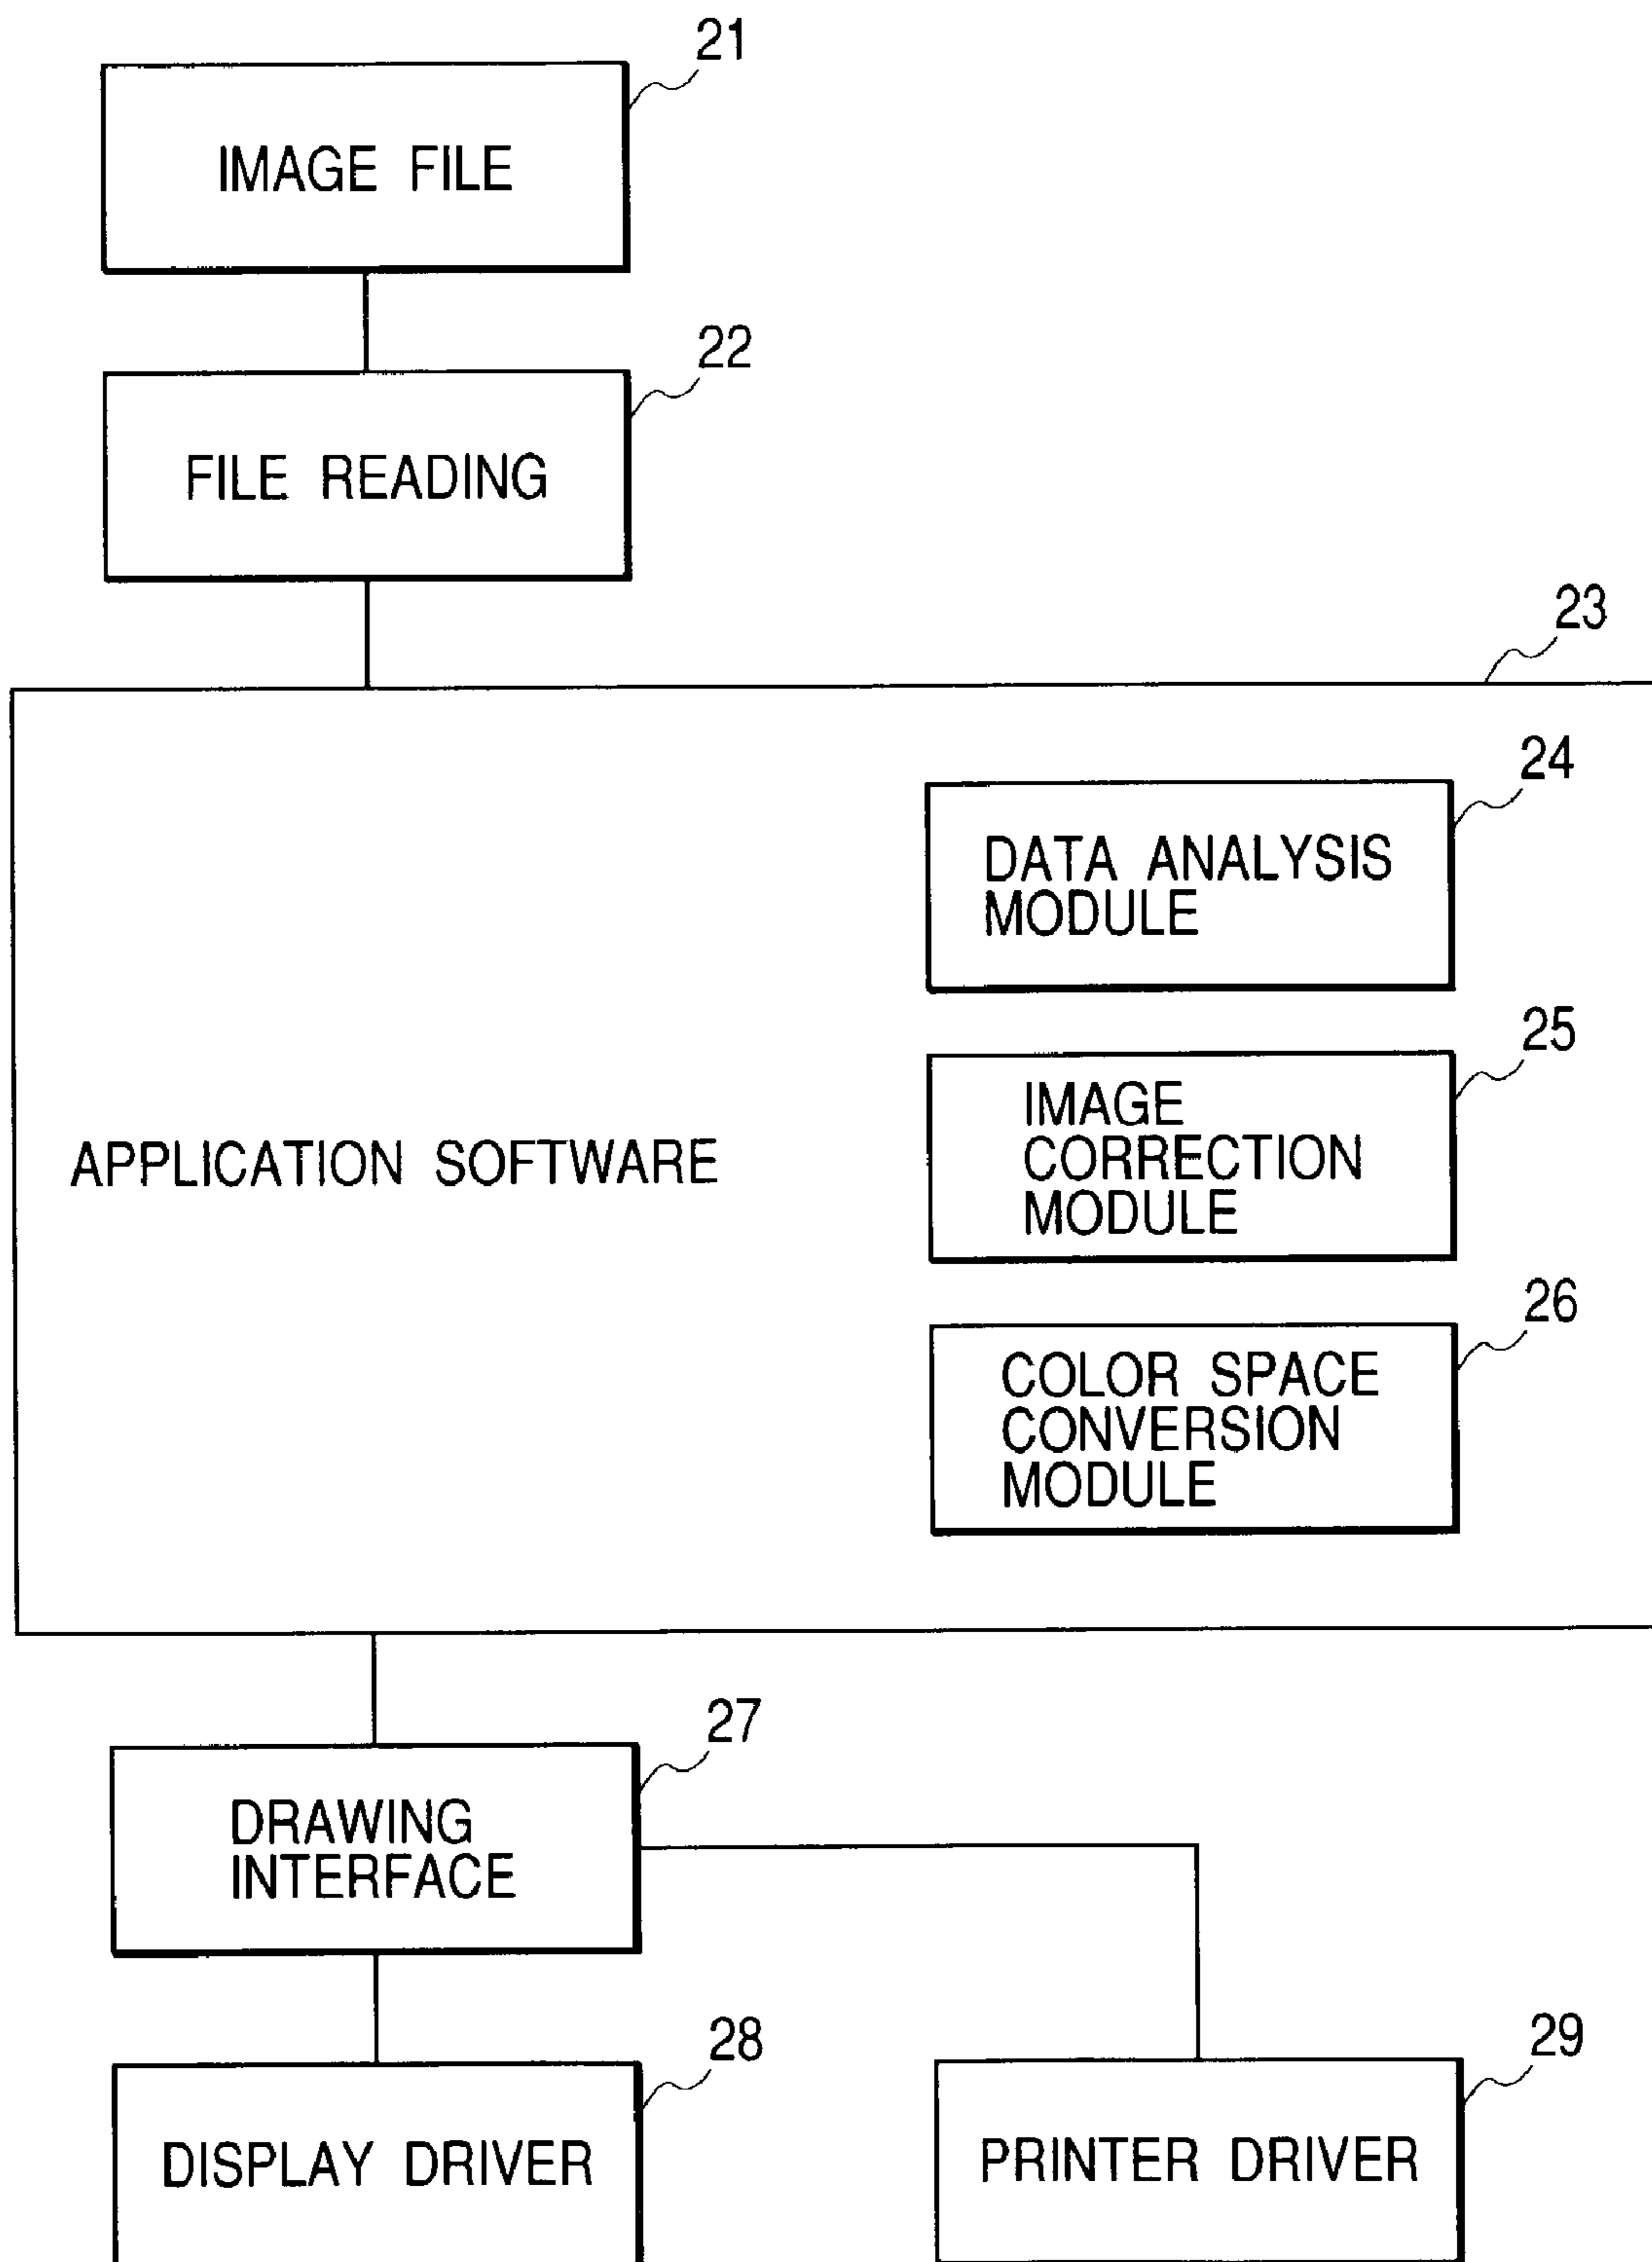 21
IMAGE FILE
22
FILE READING
23
24
DATA ANALYSIS
MODULE
25
IMAGE
CORRECTION
MODULE
APPLICATION SOFTWARE
26
COLOR SPACE
CONVERSION
MODULE
27
DRAWING
INTERFACE
28
DISPLAY DRIVER
29
PRINTER DRIVER